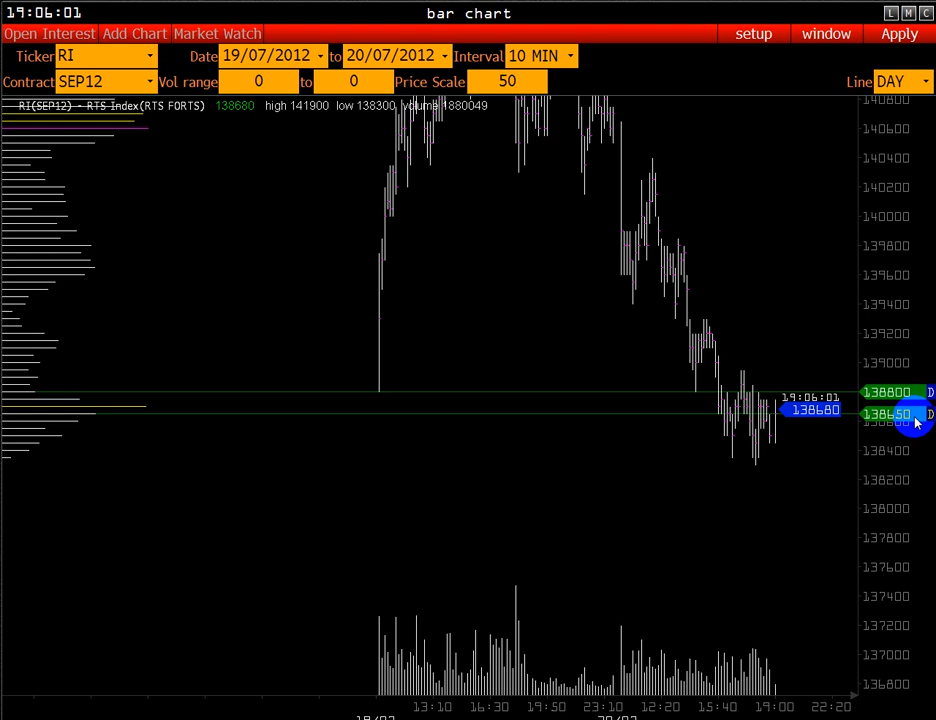 19:06:01
bar chart
L M C
Open Interest Add Chart Market Watch
setup window Apply
Ticker RI Date 19/07/2012 to 20/07/2012 Interval 10 MIN
Contract SEP12 Vol range 0 to 0 Price Scale 50 Line DAY
RI(SEP12) - RTS Index(RTS FORTS) 138680 high 141900 low 138300 volume 1880049
140800
140600
140400
140200
140000
139800
139600
139400
139200
139000
138800 D
19:06:01
138680
138650 D
138400
138200
138000
137800
137600
137400
137200
137000
136800
13:10 16:30 19:50 23:10 12:20 15:40 19:00 22:20